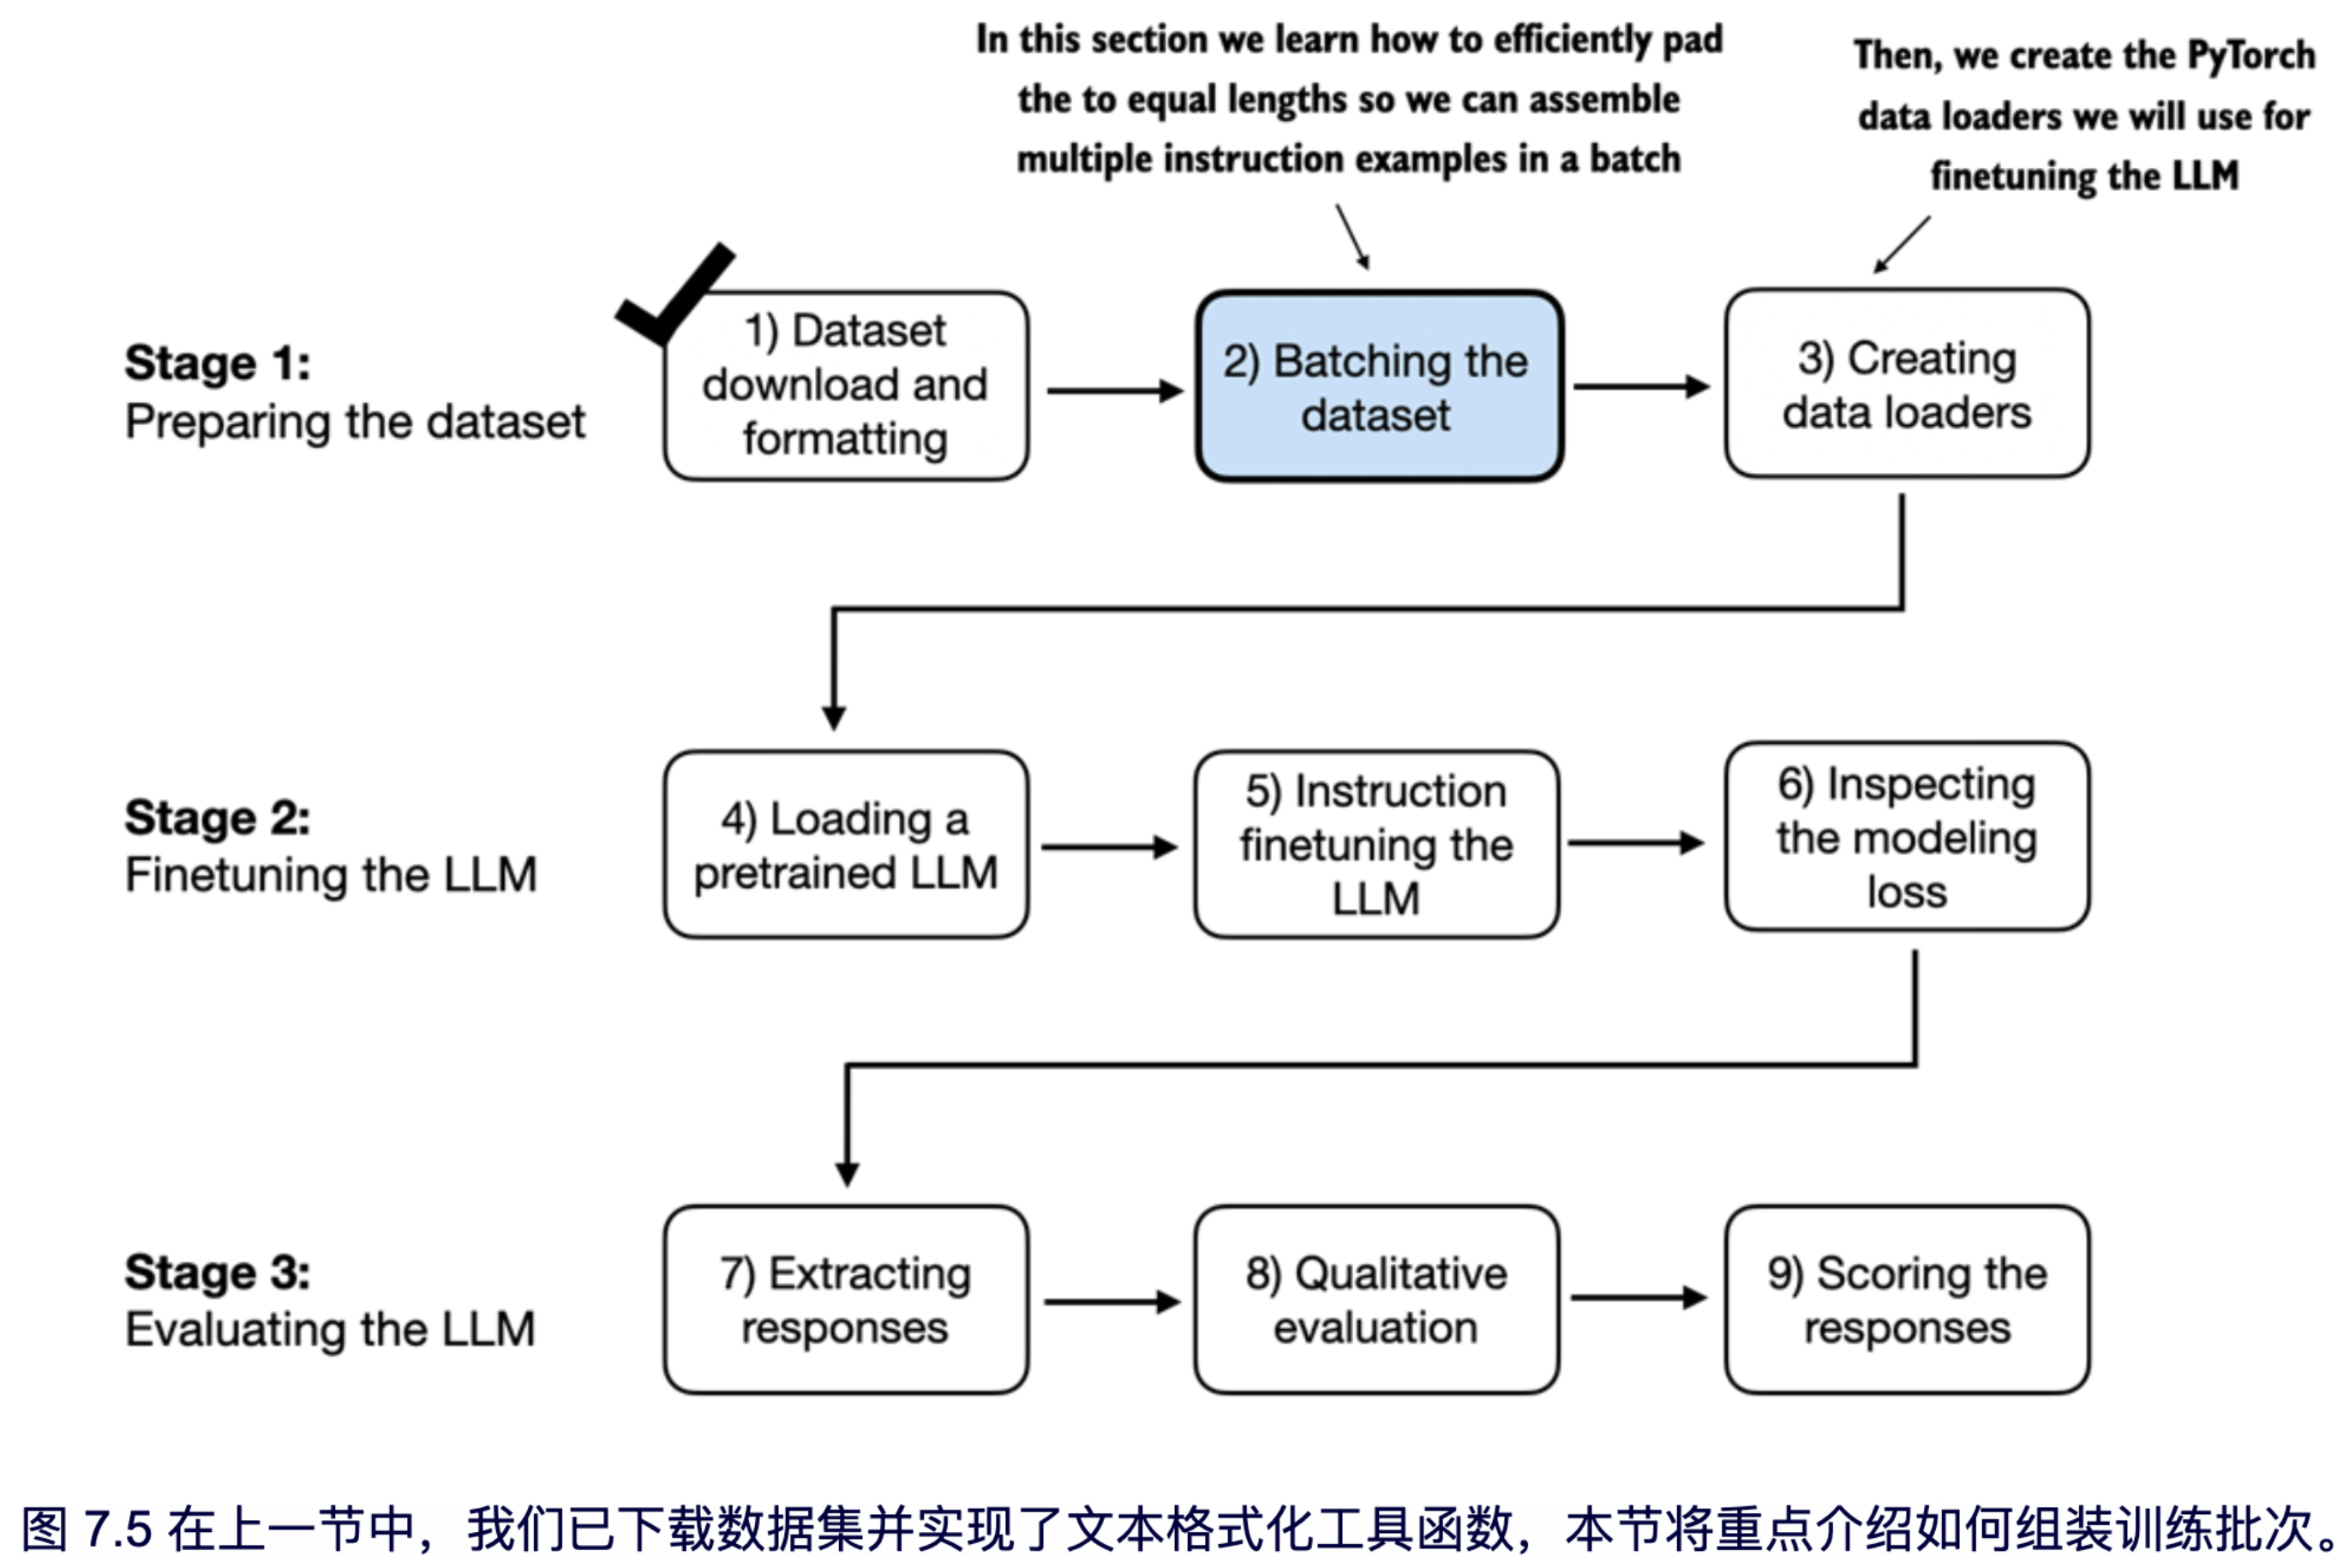 In this section we learn how to efficiently pad
the to equal lengths so we can assemble
multiple instruction examples in a batch
Then, we create the PyTorch
data loaders we will use for
finetuning the LLM
Stage 1:
Preparing the dataset
1) Dataset
download and
formatting
2) Batching the
dataset
3) Creating
data loaders
Stage 2:
Finetuning the LLM
4) Loading a
pretrained LLM
5) Instruction
finetuning the
LLM
6) Inspecting
the modeling
loss
Stage 3:
Evaluating the LLM
7) Extracting
responses
8) Qualitative
evaluation
9) Scoring the
responses
图 7.5 在上一节中，我们已下载数据集并实现了文本格式化工具函数，本节将重点介绍如何组装训练批次。